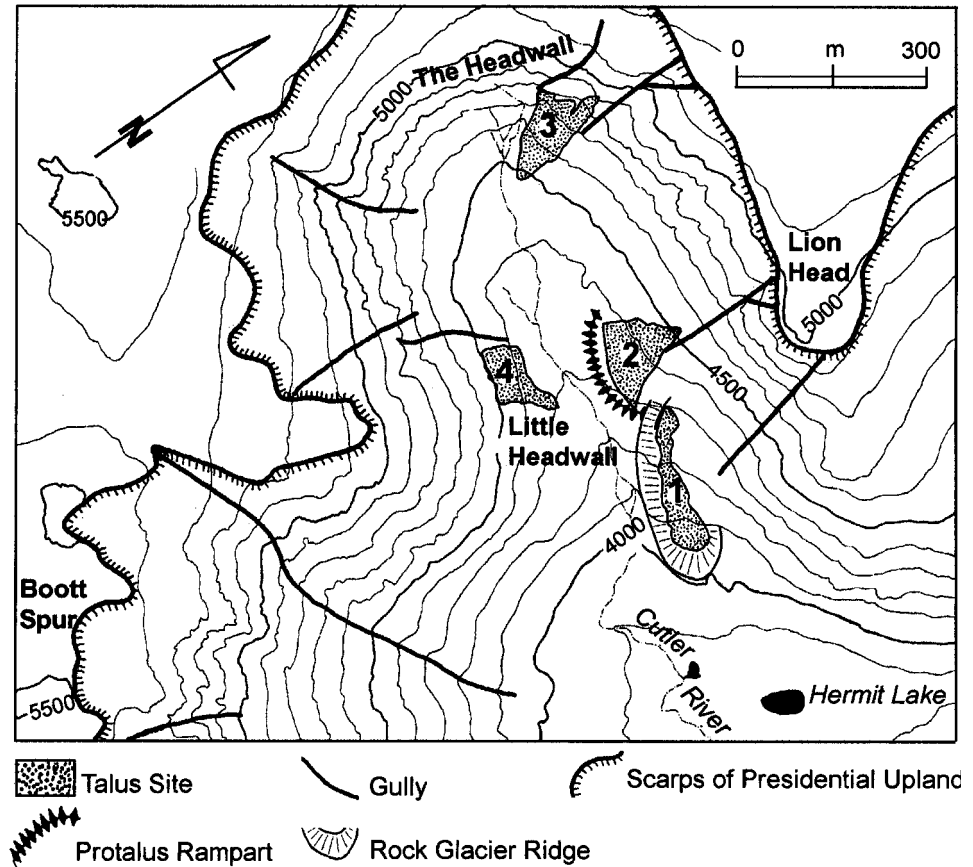 The Headwall
0 m 300
N
5000
3
5500
Lion
Head
5000
2
4500
4
Little
Headwall
1
4000
Boott
Spur
Cutler
River
Hermit Lake
5500
Talus Site
Gully
Scarps of Presidential Upland
Protalus Rampart
Rock Glacier Ridge